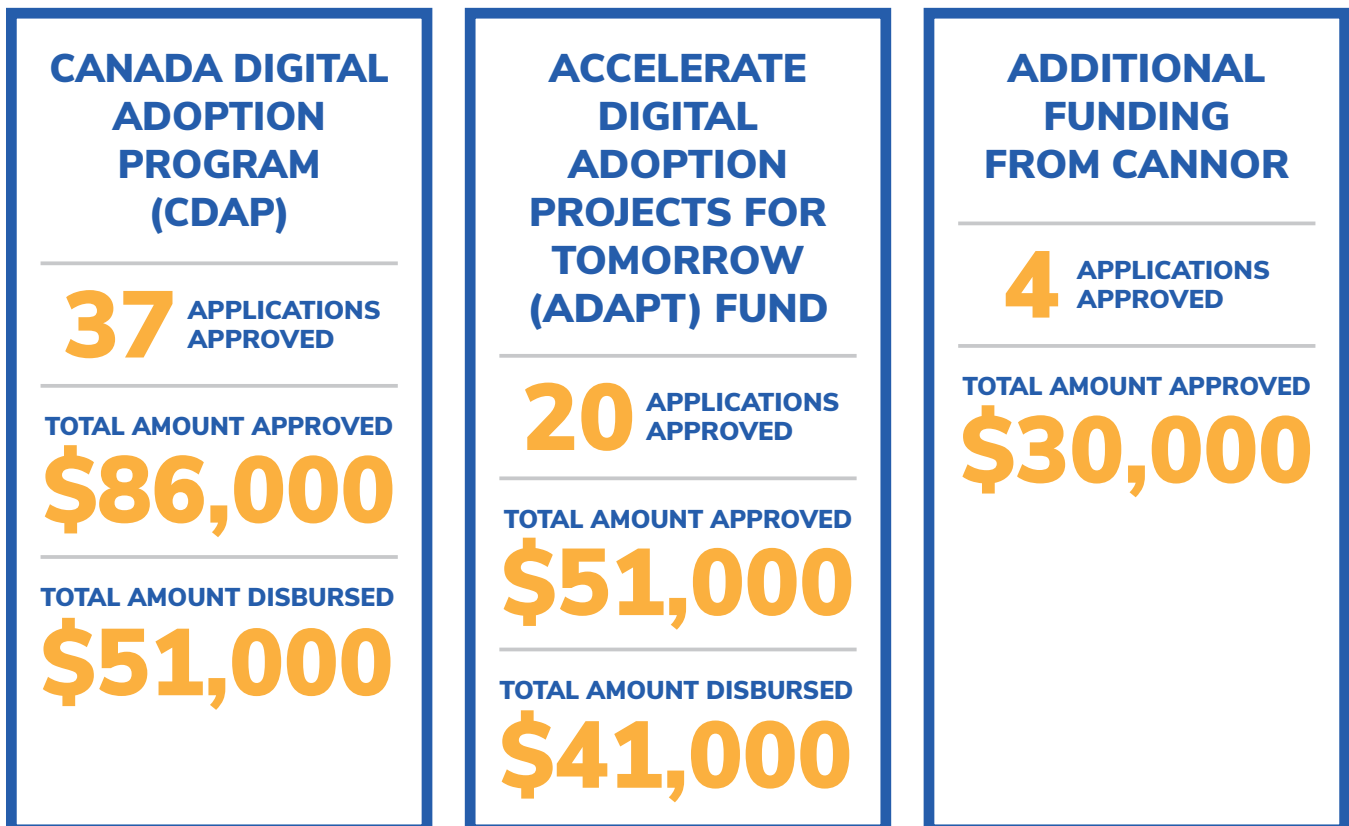 CANADA DIGITAL
ADOPTION
PROGRAM
(CDAP)
37 APPLICATIONS
APPROVED
TOTAL AMOUNT APPROVED
$86,000
TOTAL AMOUNT DISBURSED
$51,000
ACCELERATE
DIGITAL
ADOPTION
PROJECTS FOR
TOMORROW
(ADAPT) FUND
20 APPLICATIONS
APPROVED
TOTAL AMOUNT APPROVED
$51,000
TOTAL AMOUNT DISBURSED
$41,000
ADDITIONAL
FUNDING
FROM CANNOR
4 APPLICATIONS
APPROVED
TOTAL AMOUNT APPROVED
$30,000